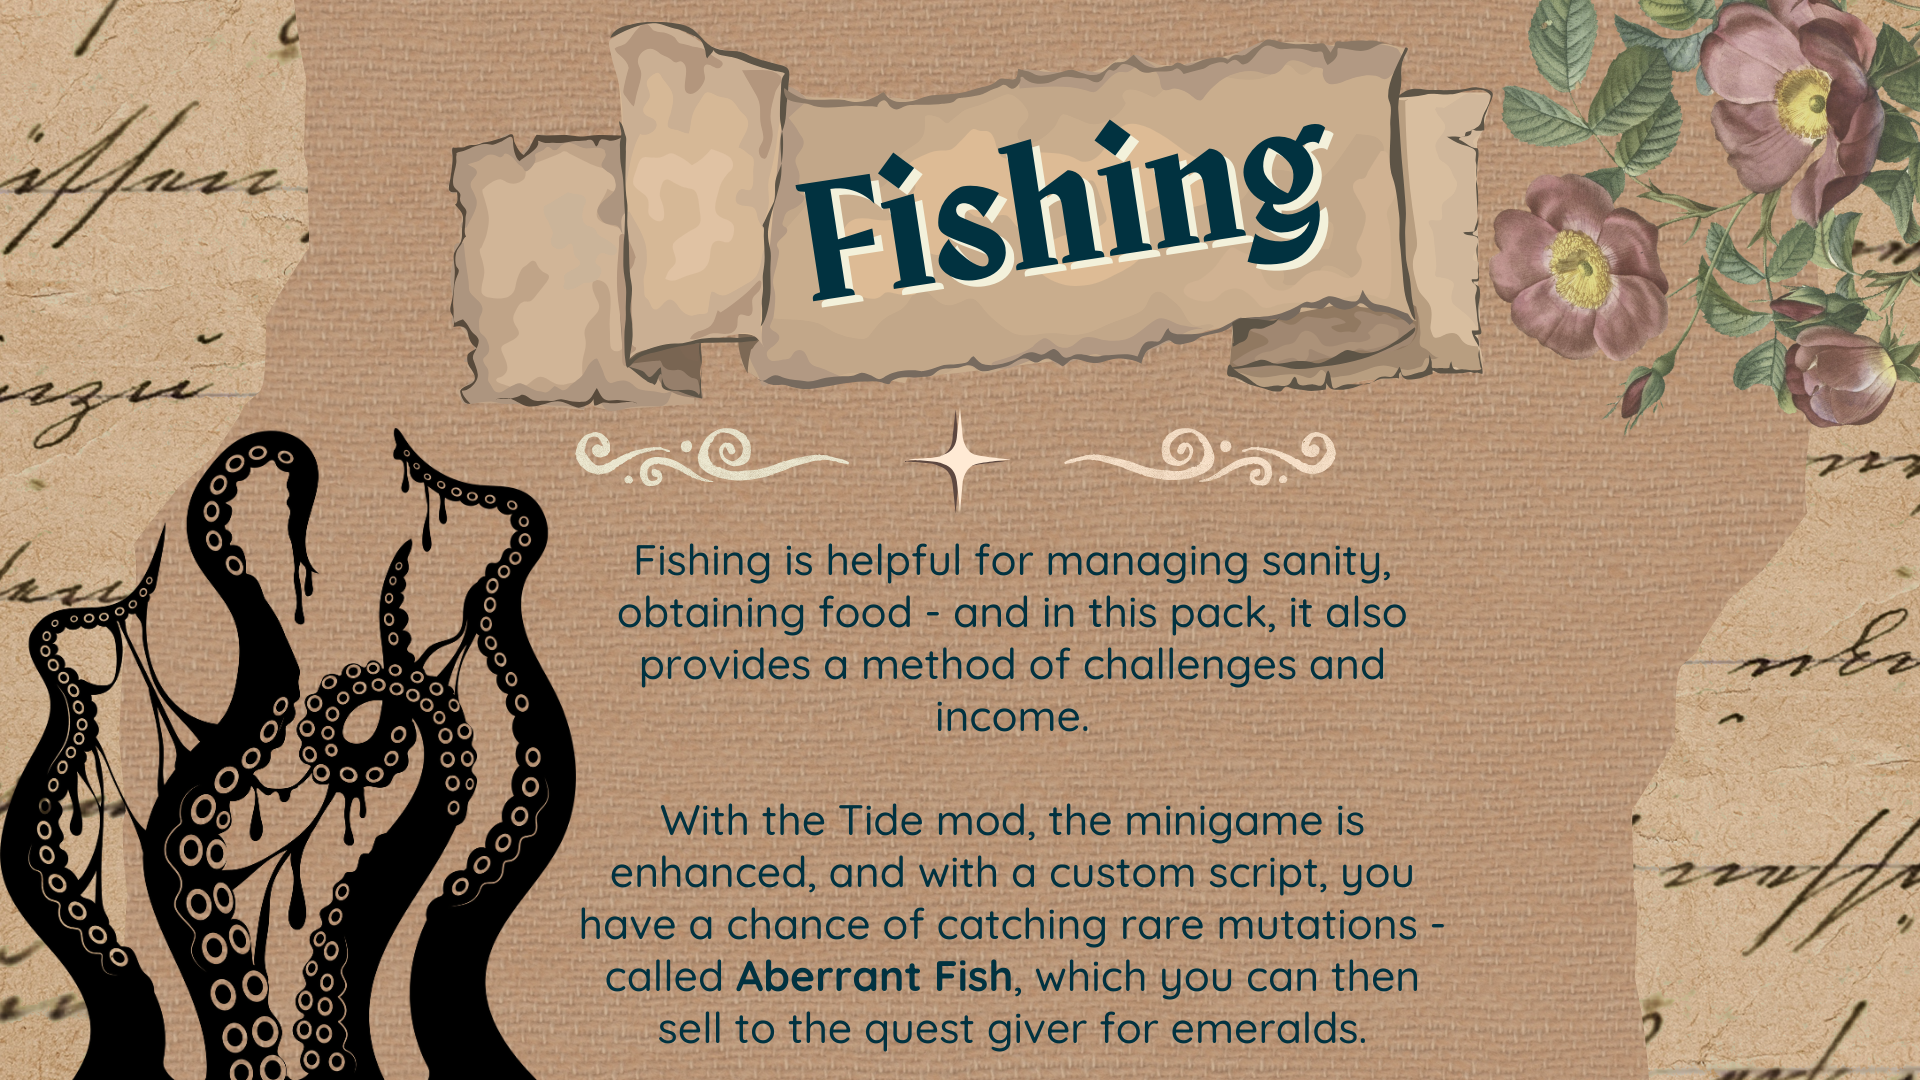 Fishing
Fishing is helpful for managing sanity,
obtaining food - and in this pack, it also
provides a method of challenges and
income.
With the Tide mod, the minigame is
enhanced, and with a custom script, you
have a chance of catching rare mutations -
called Aberrant Fish, which you can then
sell to the quest giver for emeralds.